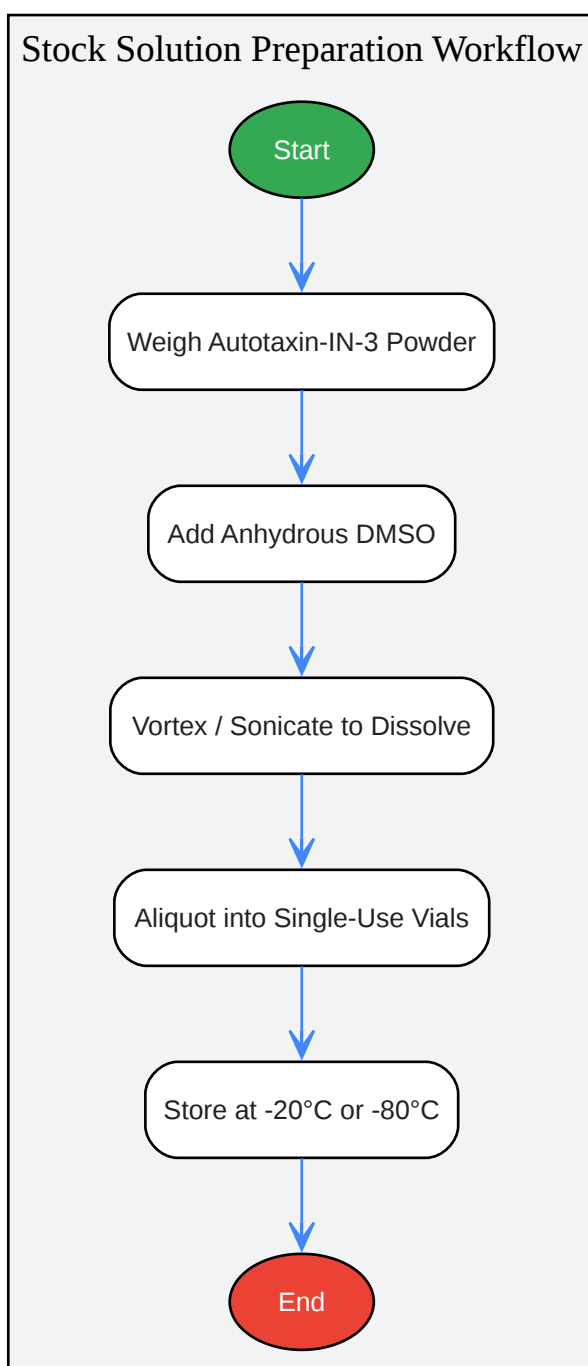 Stock Solution Preparation Workflow
Start
Weigh Autotaxin-IN-3 Powder
Add Anhydrous DMSO
Vortex / Sonicate to Dissolve
Aliquot into Single-Use Vials
Store at -20°C or -80°C
End